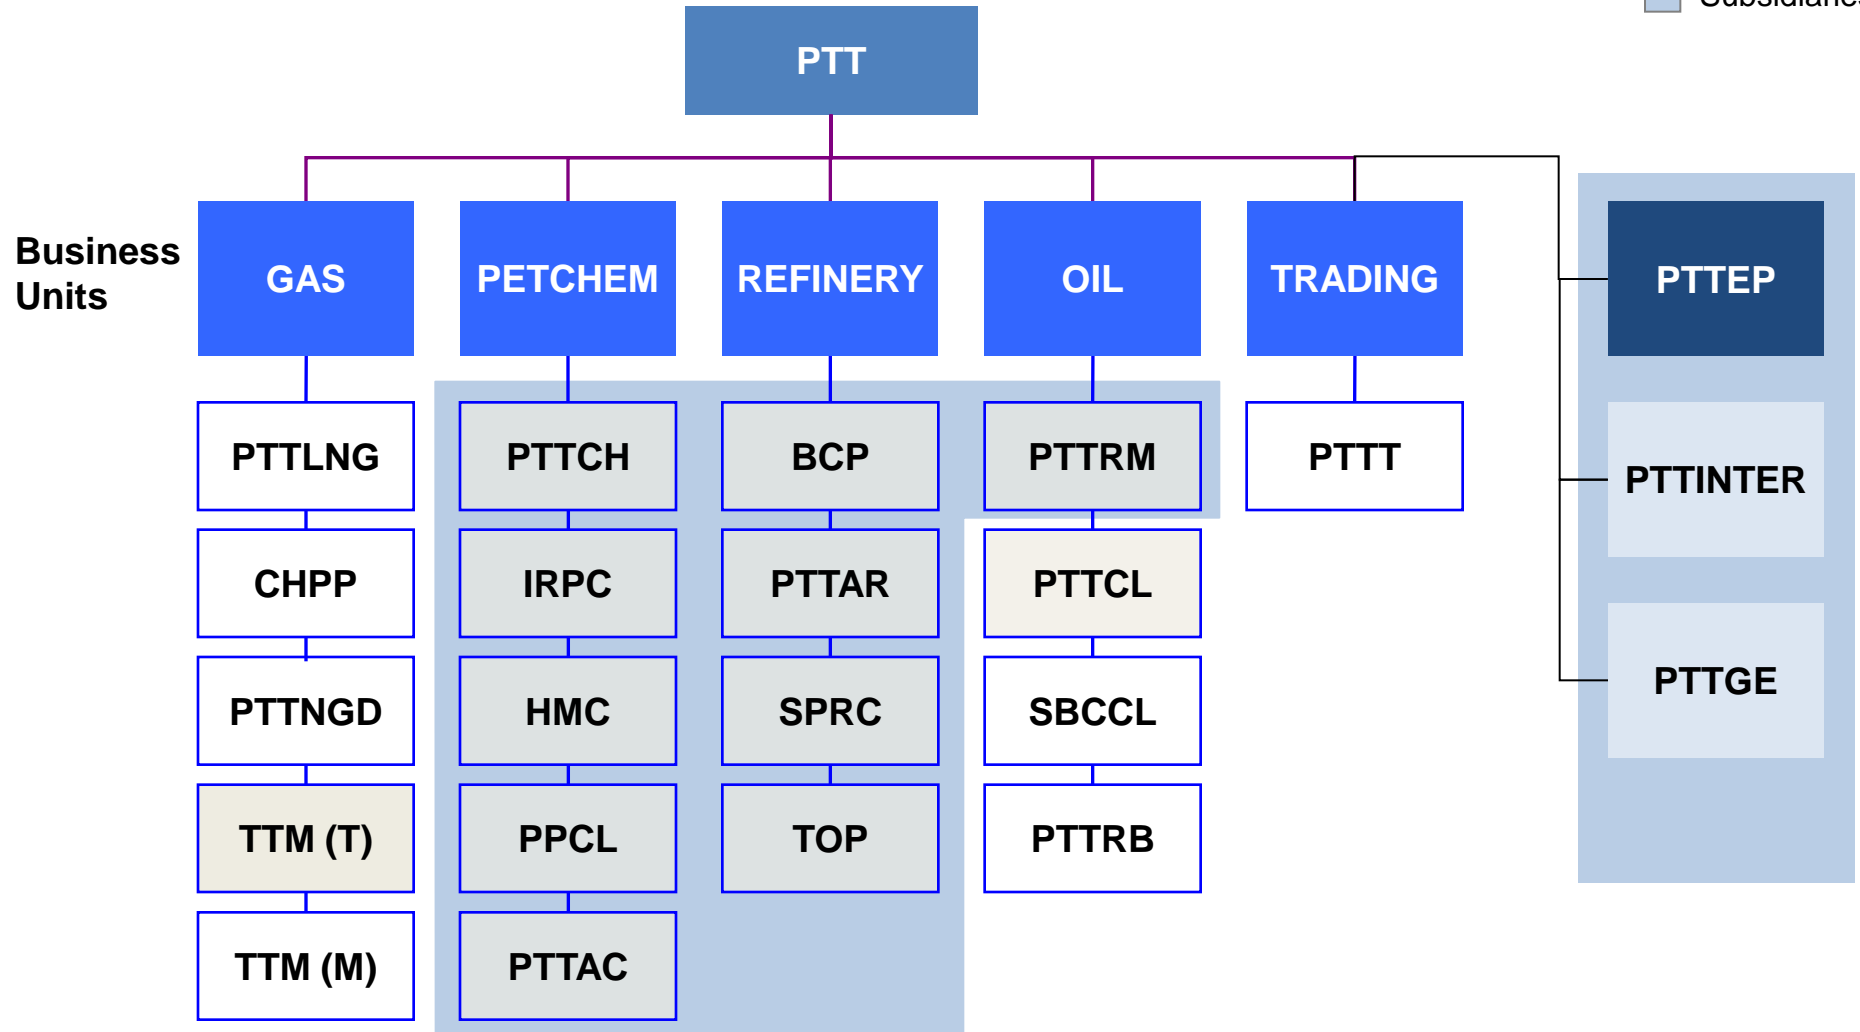 Subsidiaries
PTT
Business
Units
GAS
PETCHEM
REFINERY
OIL
TRADING
PTTEP
PTTLNG
PTTCH
BCP
PTTRM
PTTT
PTTINTER
CHPP
IRPC
PTTAR
PTTCL
PTTNGD
HMC
SPRC
SBCCL
PTTGE
TTM (T)
PPCL
TOP
PTTRB
TTM (M)
PTTAC